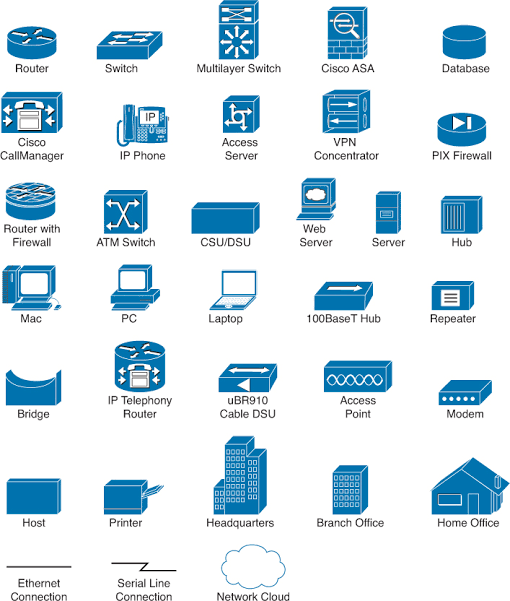 Router
Switch
Multilayer Switch
Cisco ASA
Database
Cisco
CallManager
IP
IP Phone
Access
Server
VPN
Concentrator
PIX Firewall
Router with
Firewall
ATM Switch
CSU/DSU
Web
Server
Server
Hub
Mac
PC
Laptop
100BaseT Hub
Repeater
Bridge
IP Telephony
Router
uBR910
Cable DSU
Access
Point
Modem
Host
Printer
Headquarters
Branch Office
Home Office
Ethernet
Connection
Serial Line
Connection
Network Cloud